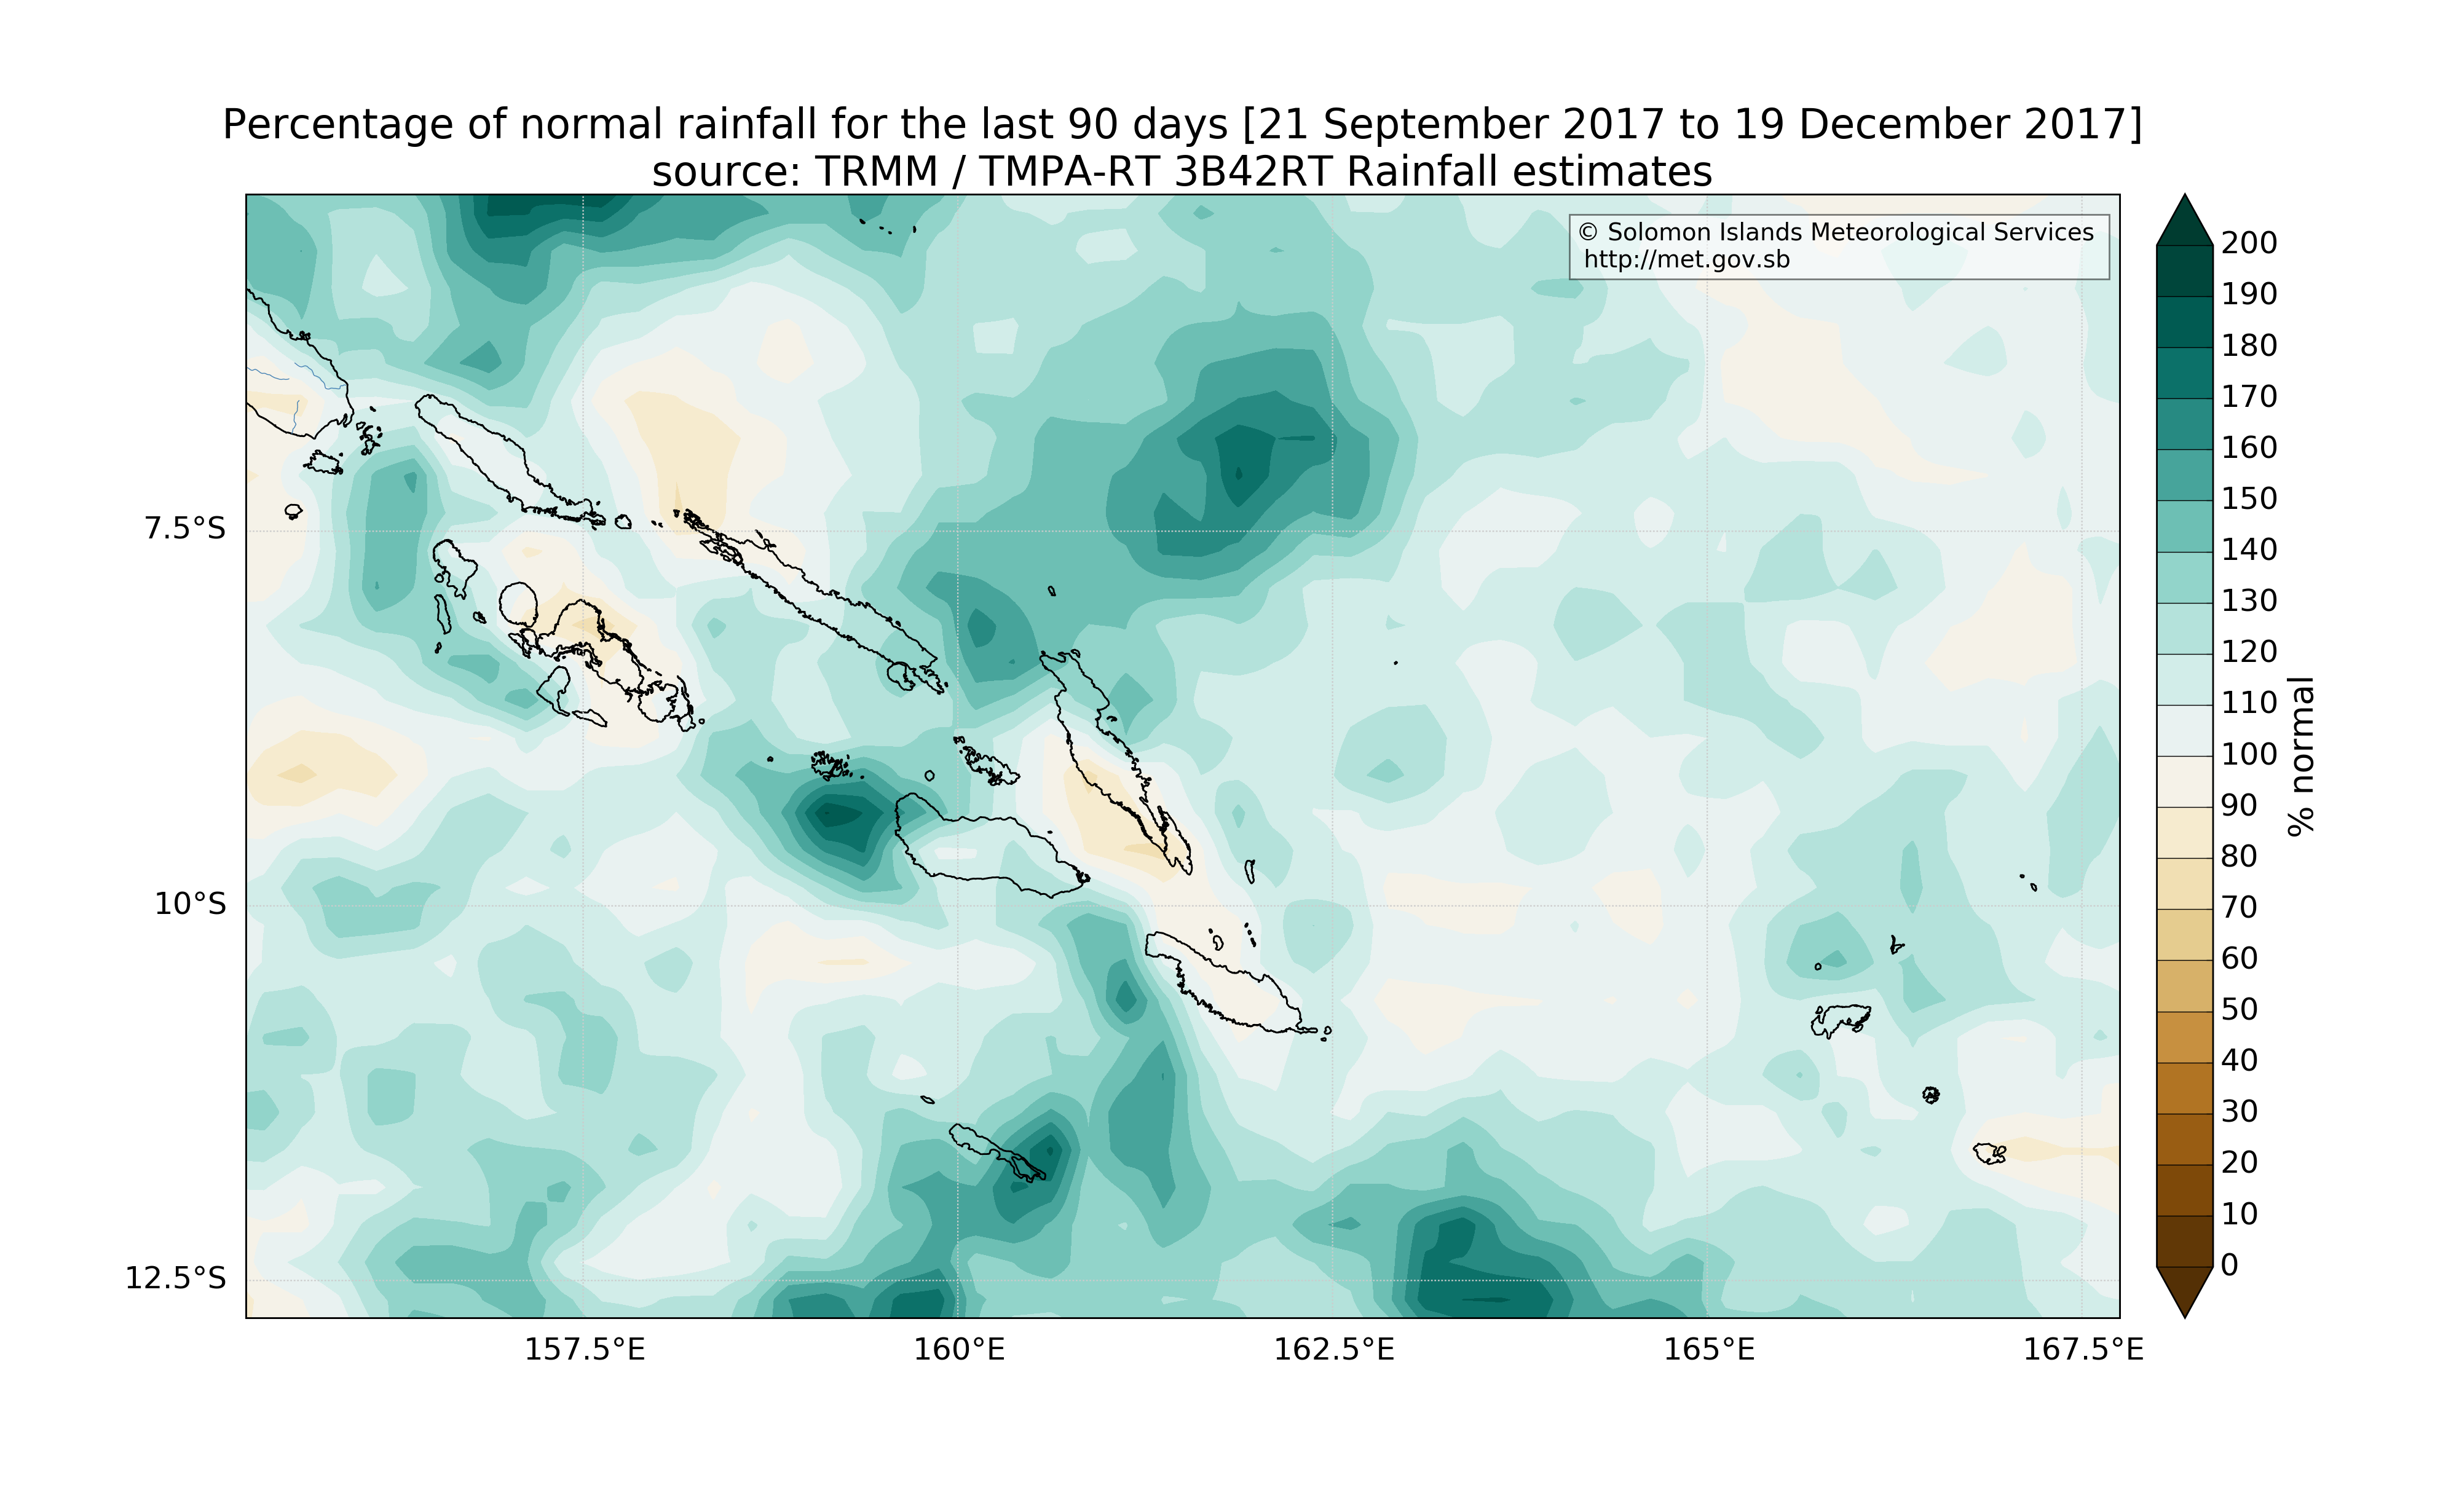 Percentage of normal rainfall for the last 90 days [21 September 2017 to 19 December 2017]
source: TRMM / TMPA-RT 3B42RT Rainfall estimates
© Solomon Islands Meteorological Services
http://met.gov.sb
7.5°S
10°S
12.5°S
157.5°E
160°E
162.5°E
165°E
167.5°E
200
190
180
170
160
150
140
130
120
110
100
90
80
70
60
50
40
30
20
10
0
% normal